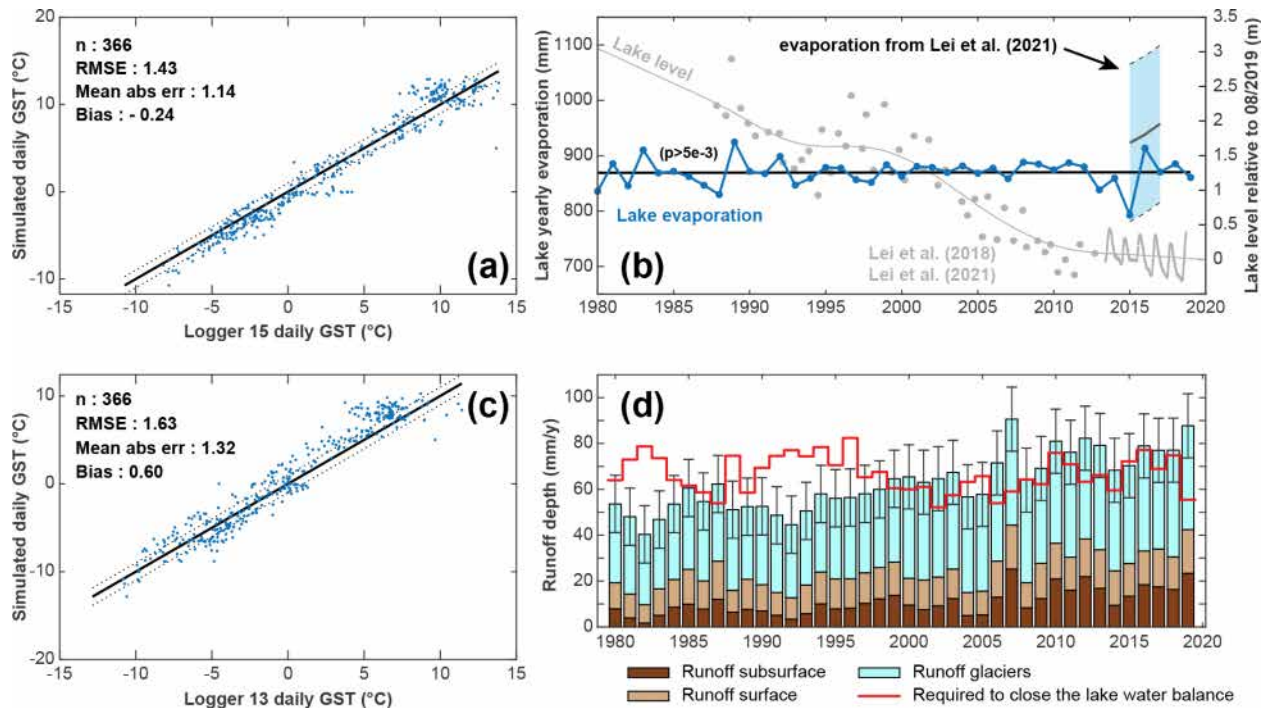 20
10
0
-10
-15
-10
-5
0
5
10
15
Simulated daily GST (°C)
Logger 15 daily GST (°C)
n : 366
RMSE : 1.43
Mean abs err : 1.14
Bias : - 0.24
(a)
1100
1000
900
800
700
Lake yearly evaporation (mm)
3.5
3
2.5
2
1.5
1
0.5
0
Lake level relative to 08/2019 (m)
1980
1985
1990
1995
2000
2005
2010
2015
2020
(b)
evaporation from Lei et al. (2021)
Lake level
(p>5e-3)
Lake evaporation
Lei et al. (2018)
Lei et al. (2021)
10
0
-10
-20
-15
-10
-5
0
5
10
15
Simulated daily GST (°C)
Logger 13 daily GST (°C)
n : 366
RMSE : 1.63
Mean abs err : 1.32
Bias : 0.60
(c)
100
80
60
40
20
0
Runoff depth (mm/y)
(d)
1980
1985
1990
1995
2000
2005
2010
2015
2020
Runoff subsurface
Runoff glaciers
Runoff surface
Required to close the lake water balance